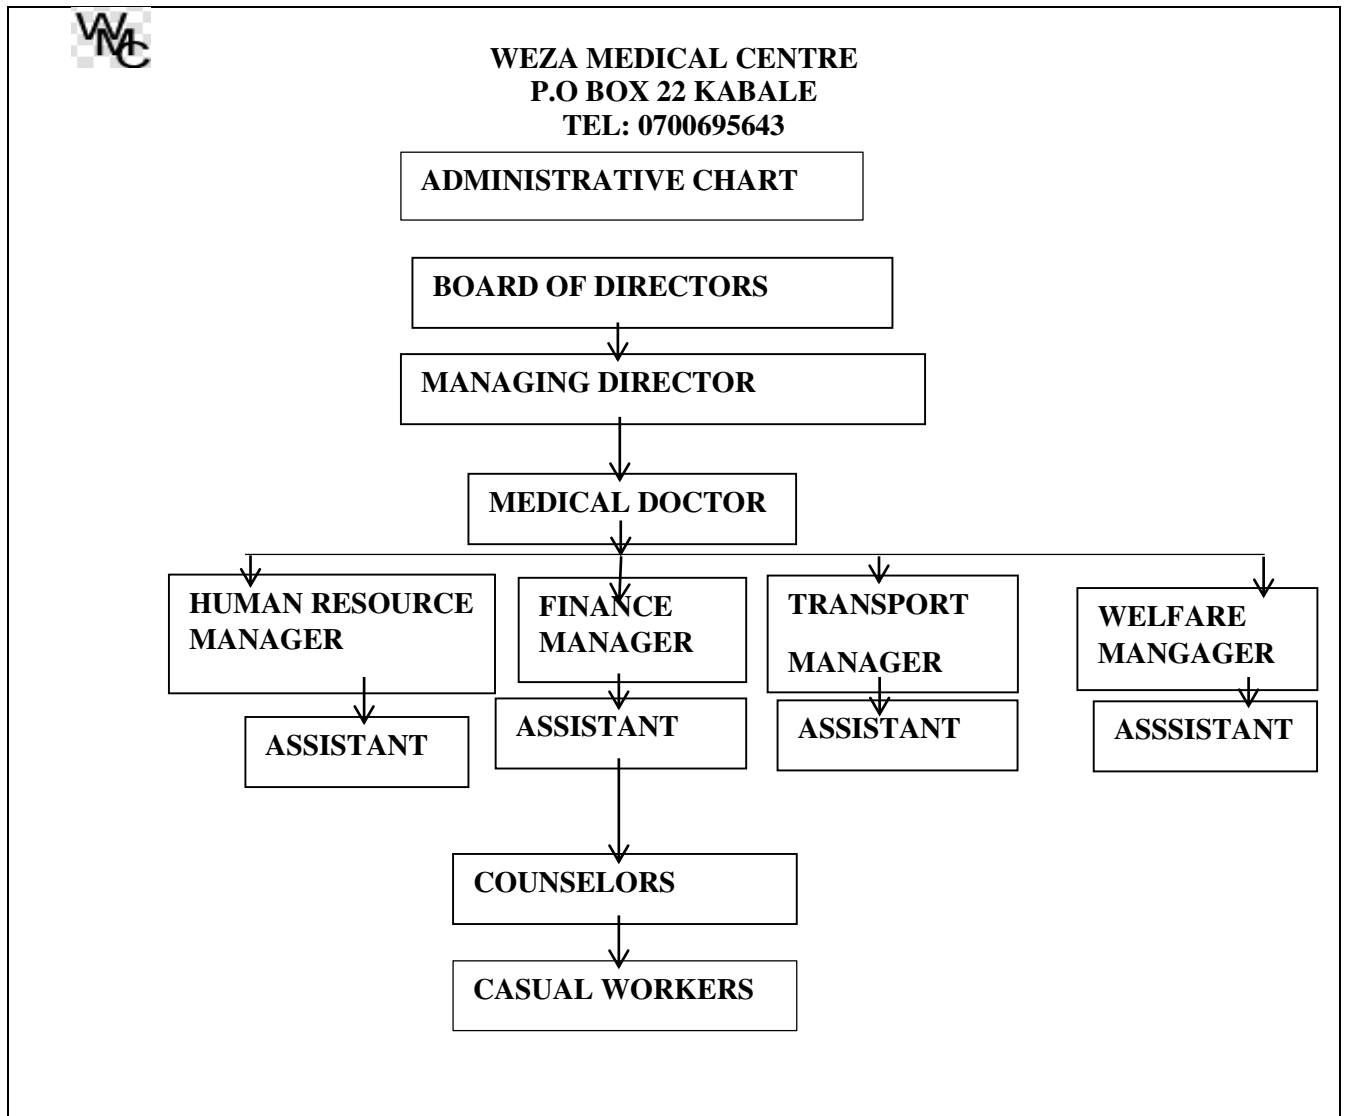 WMC
WEZA MEDICAL CENTRE
P.O BOX 22 KABALE
TEL: 0700695643
ADMINISTRATIVE CHART
BOARD OF DIRECTORS
MANAGING DIRECTOR
MEDICAL DOCTOR
HUMAN RESOURCE
MANAGER
FINANCE
MANAGER
TRANSPORT
MANAGER
WELFARE
MANGAGER
ASSISTANT
ASSISTANT
ASSISTANT
ASSSISTANT
COUNSELORS
CASUAL WORKERS